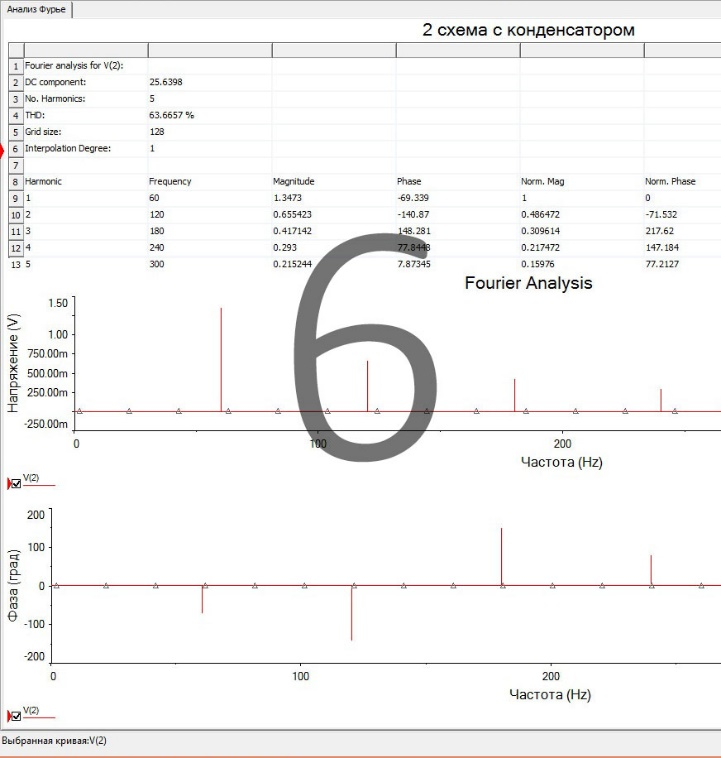 Анализ Фурье
2 схема с конденсатором
1 Fourier analysis for V(2):
2 DC component: 25.6398
3 No. Harmonics: 5
4 THD: 63.6657 %
5 Grid size: 128
6 Interpolation Degree: 1
7
8 Harmonic Frequency Magnitude Phase Norm. Mag Norm. Phase
9 1 60 1.3473 -69.339 1 0
10 2 120 0.655423 -140.87 0.486472 -71.532
11 3 180 0.417142 148.281 0.309614 217.62
12 4 240 0.293 77.8448 0.217472 147.184
13 5 300 0.215244 7.87345 0.15976 77.2127
6
Fourier Analysis
Напряжение (V)
1.50
1.00
750.00m
500.00m
250.00m
-250.00m
0 100 200
Частота (Hz)
V(2)
Фаза (град)
200
100
0
-100
-200
0 100 200
Частота (Hz)
V(2)
Выбранная кривая:V(2)